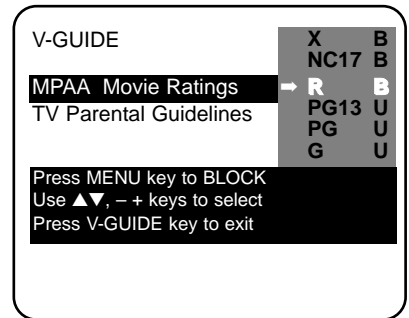 V-GUIDE
X B
NC17 B
MPAA Movie Ratings ➡ R B
TV Parental Guidelines PG13 U
PG U
G U
Press MENU key to BLOCK
Use ▲▼, – + keys to select
Press V-GUIDE key to exit